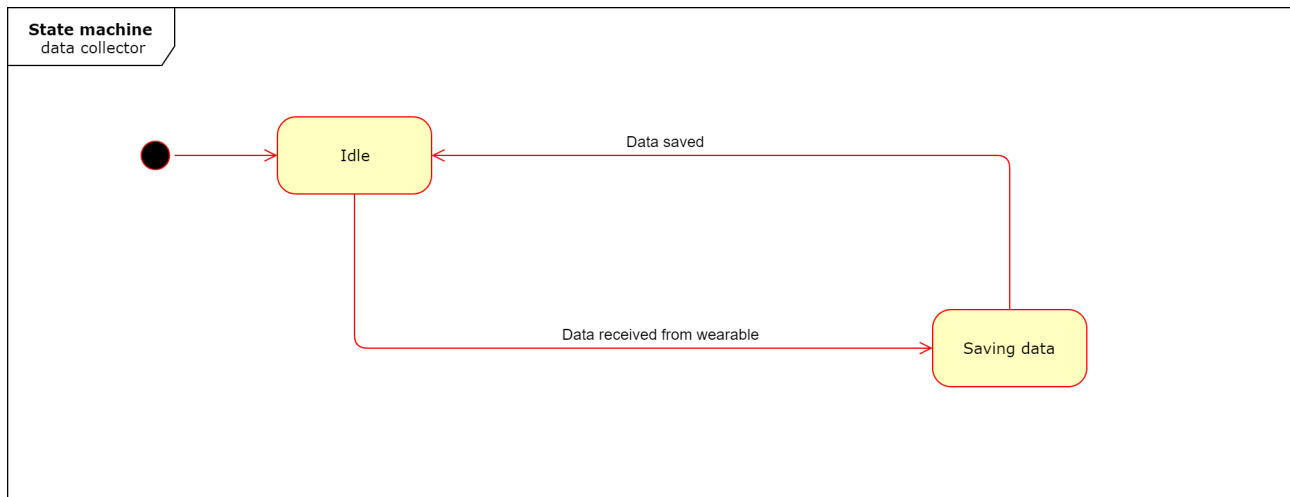 State machine
data collector
Data saved
Idle
Data received from wearable
Saving data